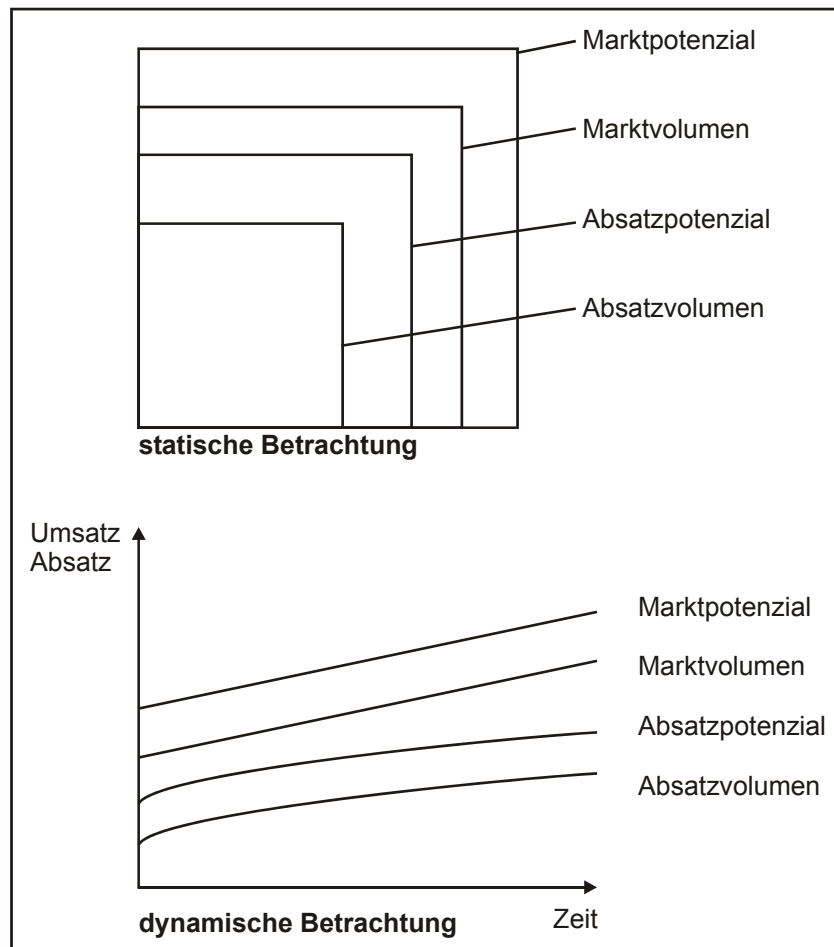 Marktpotenzial
Marktvolumen
Absatzpotenzial
Absatzvolumen
statische Betrachtung
Umsatz
Absatz
Marktpotenzial
Marktvolumen
Absatzpotenzial
Absatzvolumen
dynamische Betrachtung
Zeit